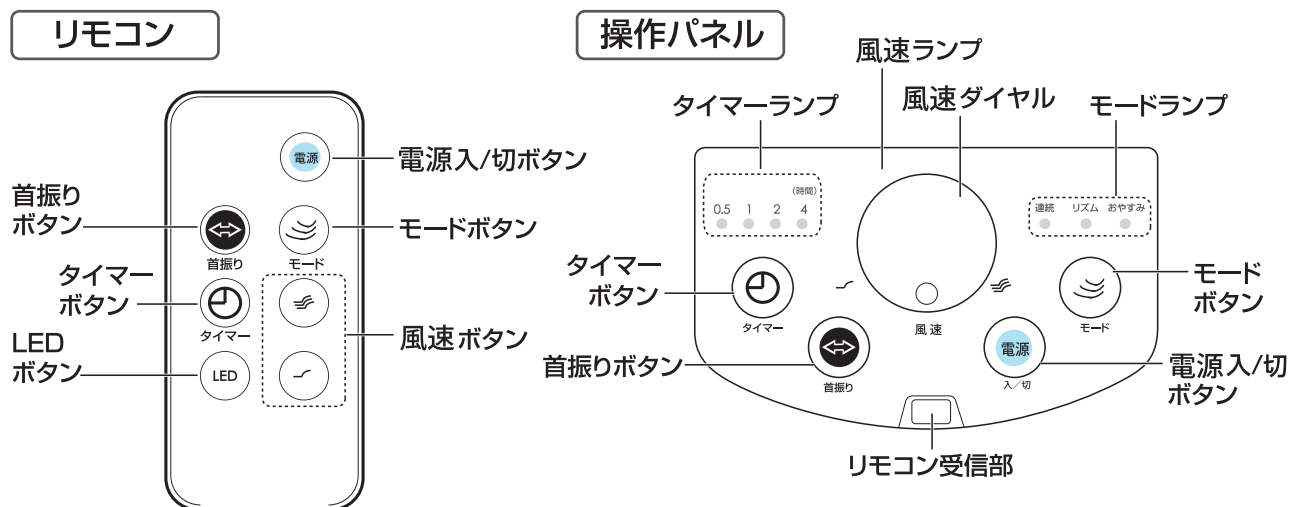 リモコン
電源
電源入/切ボタン
首振り
ボタン
首振り
モード
モードボタン
タイマー
ボタン
タイマー
風速ボタン
LED
ボタン
LED
操作パネル
風速ランプ
タイマーランプ
風速ダイヤル
モードランプ
(時間)
0.5 1 2 4
連続 リズム おやすみ
タイマー
ボタン
タイマー
風速
モード
モード
ボタン
首振りボタン
首振り
電源
入/切
電源入/切
ボタン
リモコン受信部